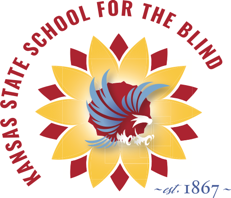 KANSAS STATE SCHOOL FOR THE BLIND
~est. 1867~